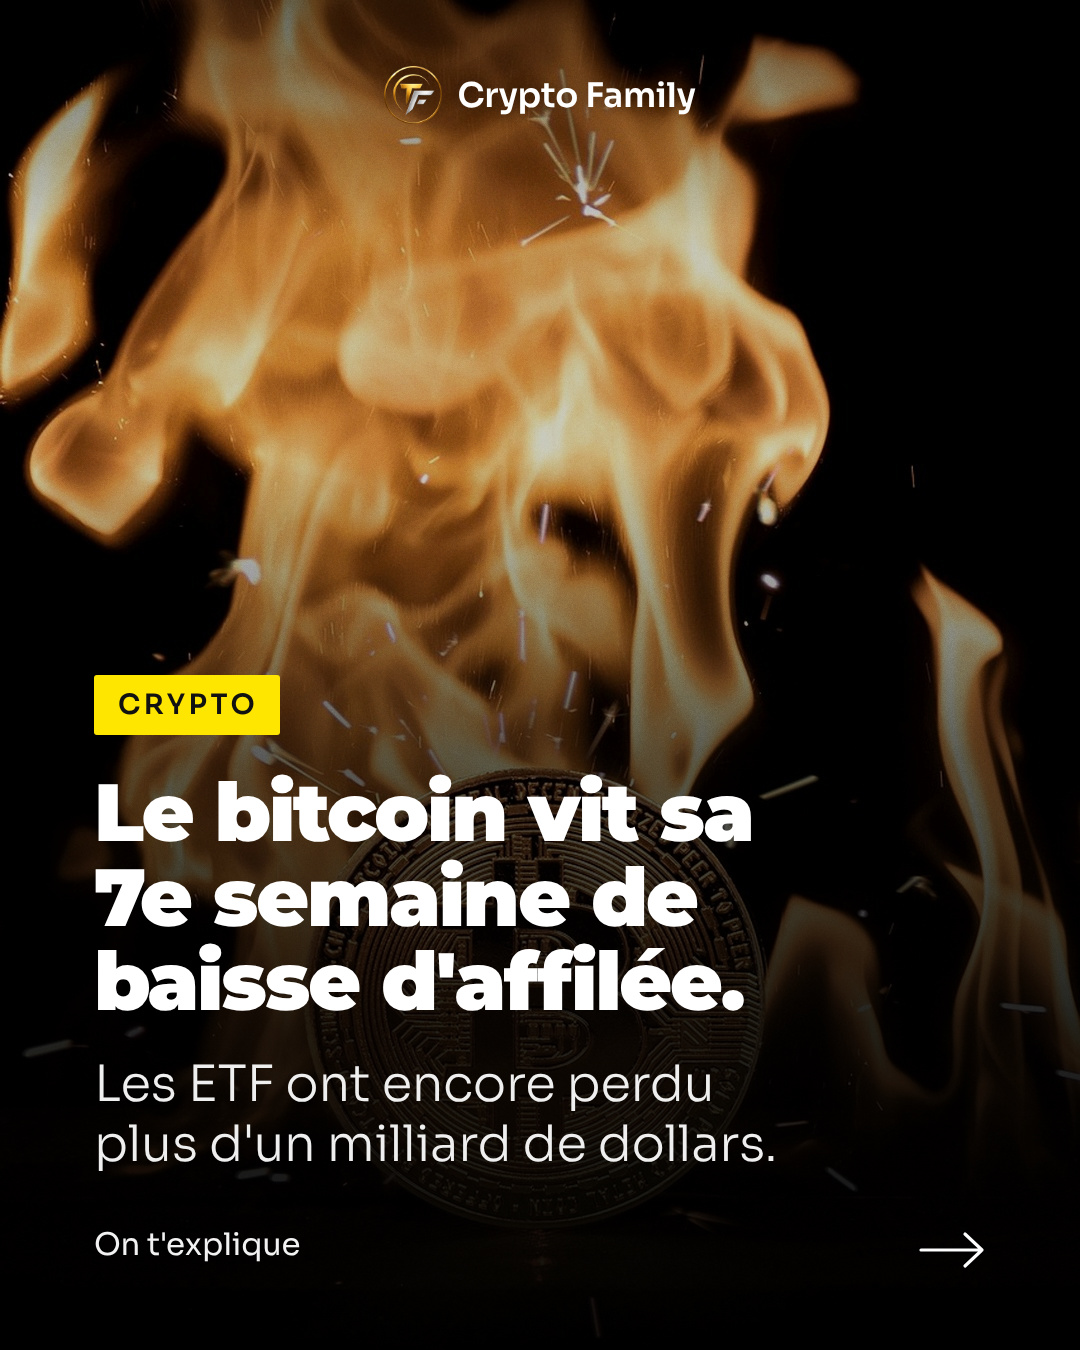 Crypto Family
CRYPTO
Le bitcoin vit sa
7e semaine de
baisse d'affilée.
Les ETF ont encore perdu
plus d'un milliard de dollars.
On t'explique